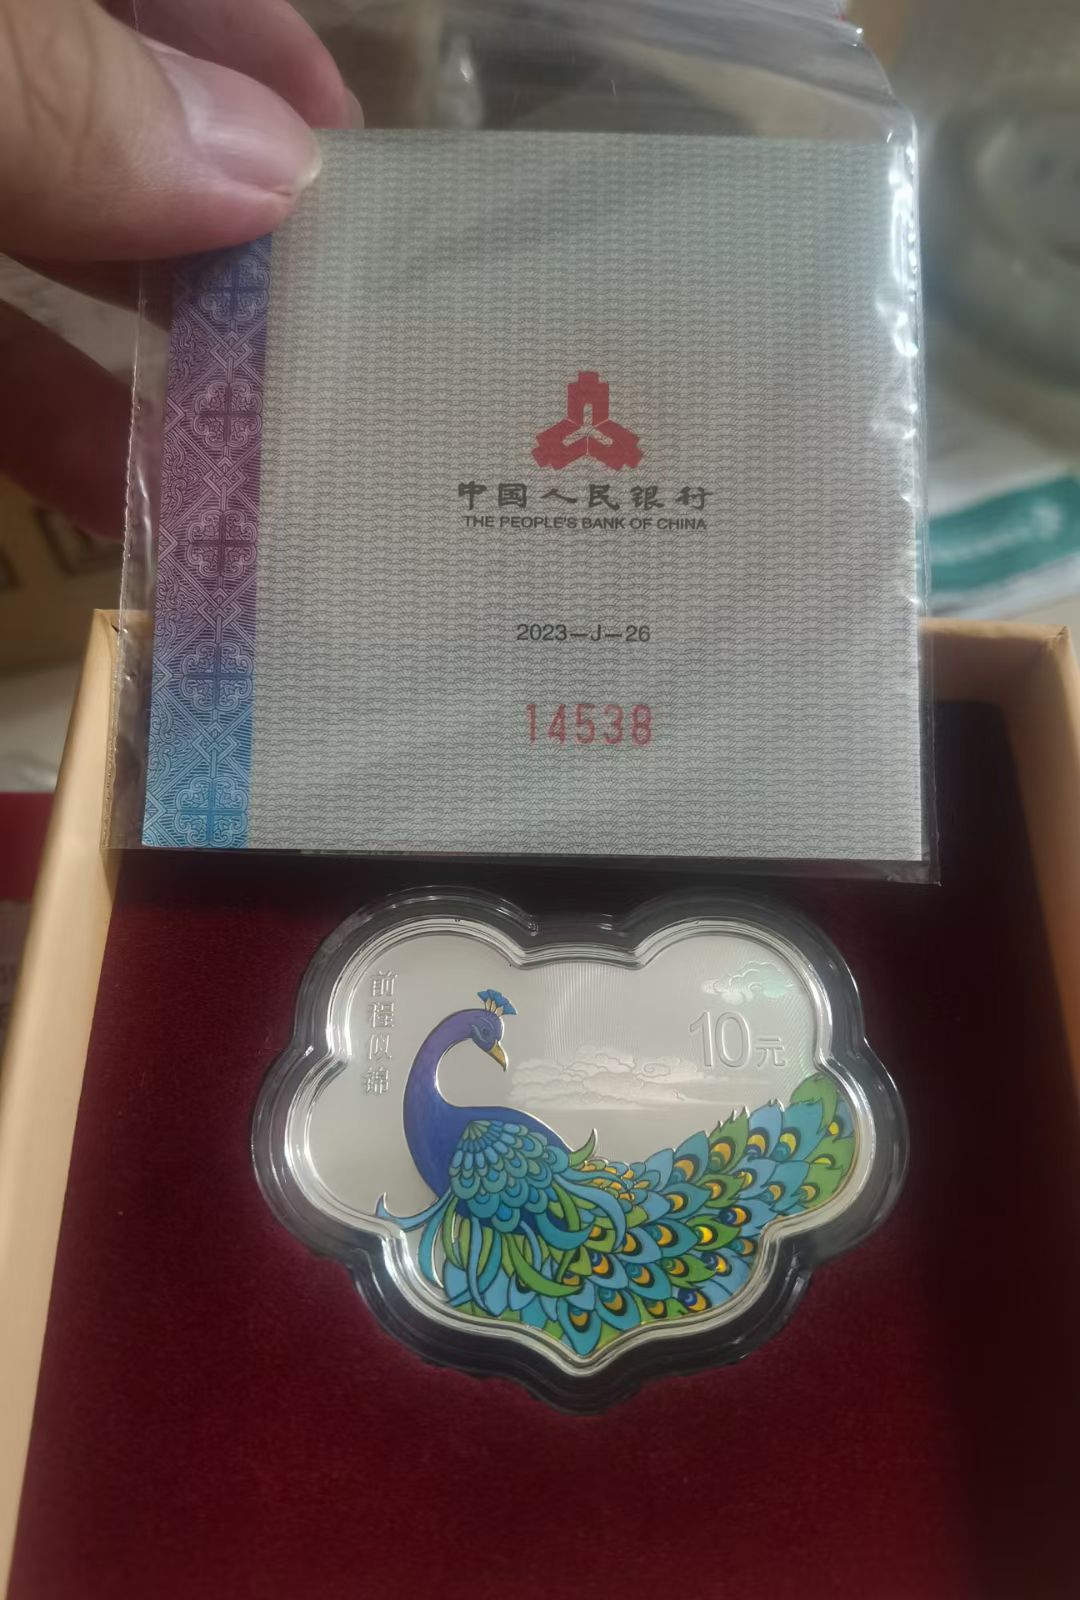 中国人民银行
THE PEOPLE'S BANK OF CHINA
2023—J—26
14538
前程似锦
10元